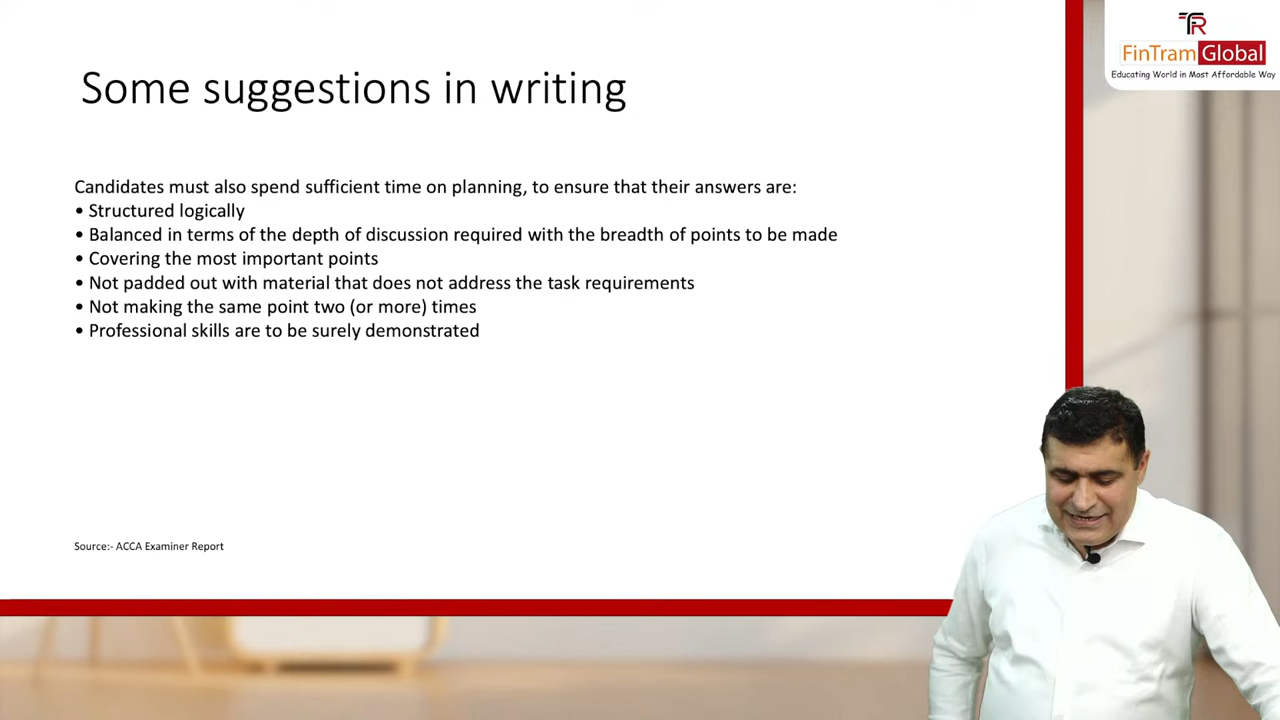 FinTram Global
Educating World in Most Affordable Way
Some suggestions in writing
Candidates must also spend sufficient time on planning, to ensure that their answers are:
• Structured logically
• Balanced in terms of the depth of discussion required with the breadth of points to be made
• Covering the most important points
• Not padded out with material that does not address the task requirements
• Not making the same point two (or more) times
• Professional skills are to be surely demonstrated
Source:- ACCA Examiner Report